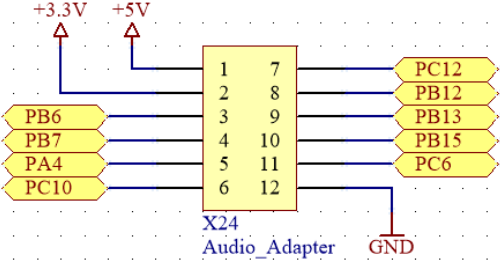 +3.3V +5V
1 7 PC12
2 8 PB12
PB6 3 9 PB13
PB7 4 10 PB15
PA4 5 11 PC6
PC10 6 12
X24
Audio_Adapter GND